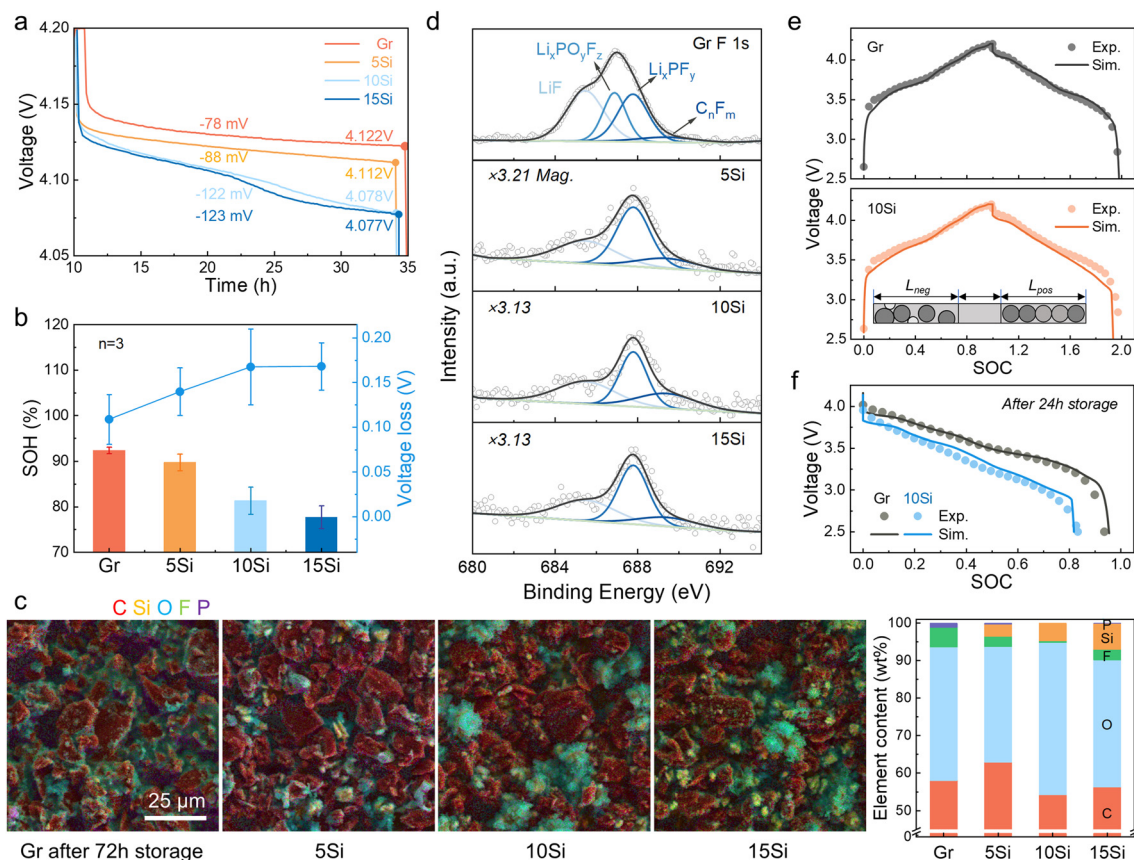 a
4.20
4.15
4.10
4.05
Voltage (V)
Gr
5Si
10Si
15Si
-78 mV
4.122V
-88 mV
4.112V
-122 mV
4.078V
-123 mV
4.077V
10 15 20 25 30 35
Time (h)
b
120
110
100
90
80
70
SOH (%)
n=3
0.20
0.15
0.10
0.05
0.00
Voltage loss (V)
Gr 5Si 10Si 15Si
c
C Si O F P
25 µm
Gr after 72h storage
5Si
10Si
15Si
d
Gr F 1s
LixPOyFz
LixPFy
LiF
CnFm
×3.21 Mag.
5Si
×3.13
10Si
×3.13
15Si
Intensity (a.u.)
680 684 688 692
Binding Energy (eV)
e
Gr
Exp.
Sim.
4.0
3.5
3.0
2.5
10Si
Exp.
Sim.
Lneg
Lpos
4.0
3.5
3.0
2.5
Voltage (V)
0.0 0.4 0.8 1.2 1.6 2.0
SOC
f
After 24h storage
4.0
3.5
3.0
2.5
Voltage (V)
Gr 10Si
Exp.
Sim.
0.0 0.2 0.4 0.6 0.8 1.0
SOC
100
90
80
70
60
50
0
Element content (wt%)
P
Si
F
O
C
Gr 5Si 10Si 15Si